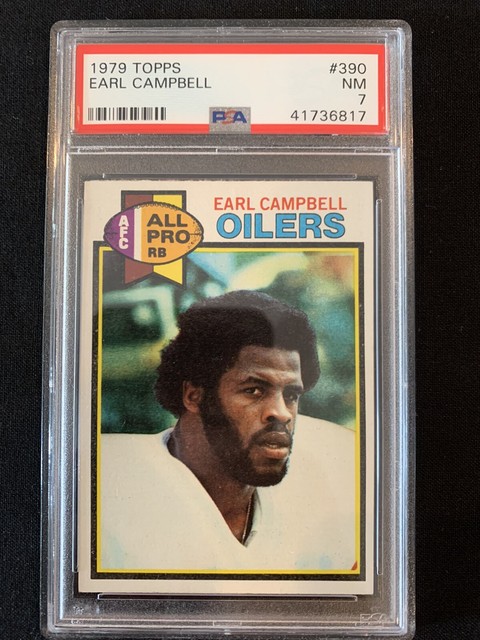 1979 TOPPS #390
EARL CAMPBELL NM
7
PSA 41736817
EARL CAMPBELL
OILERS
AFC
ALL
PRO
RB